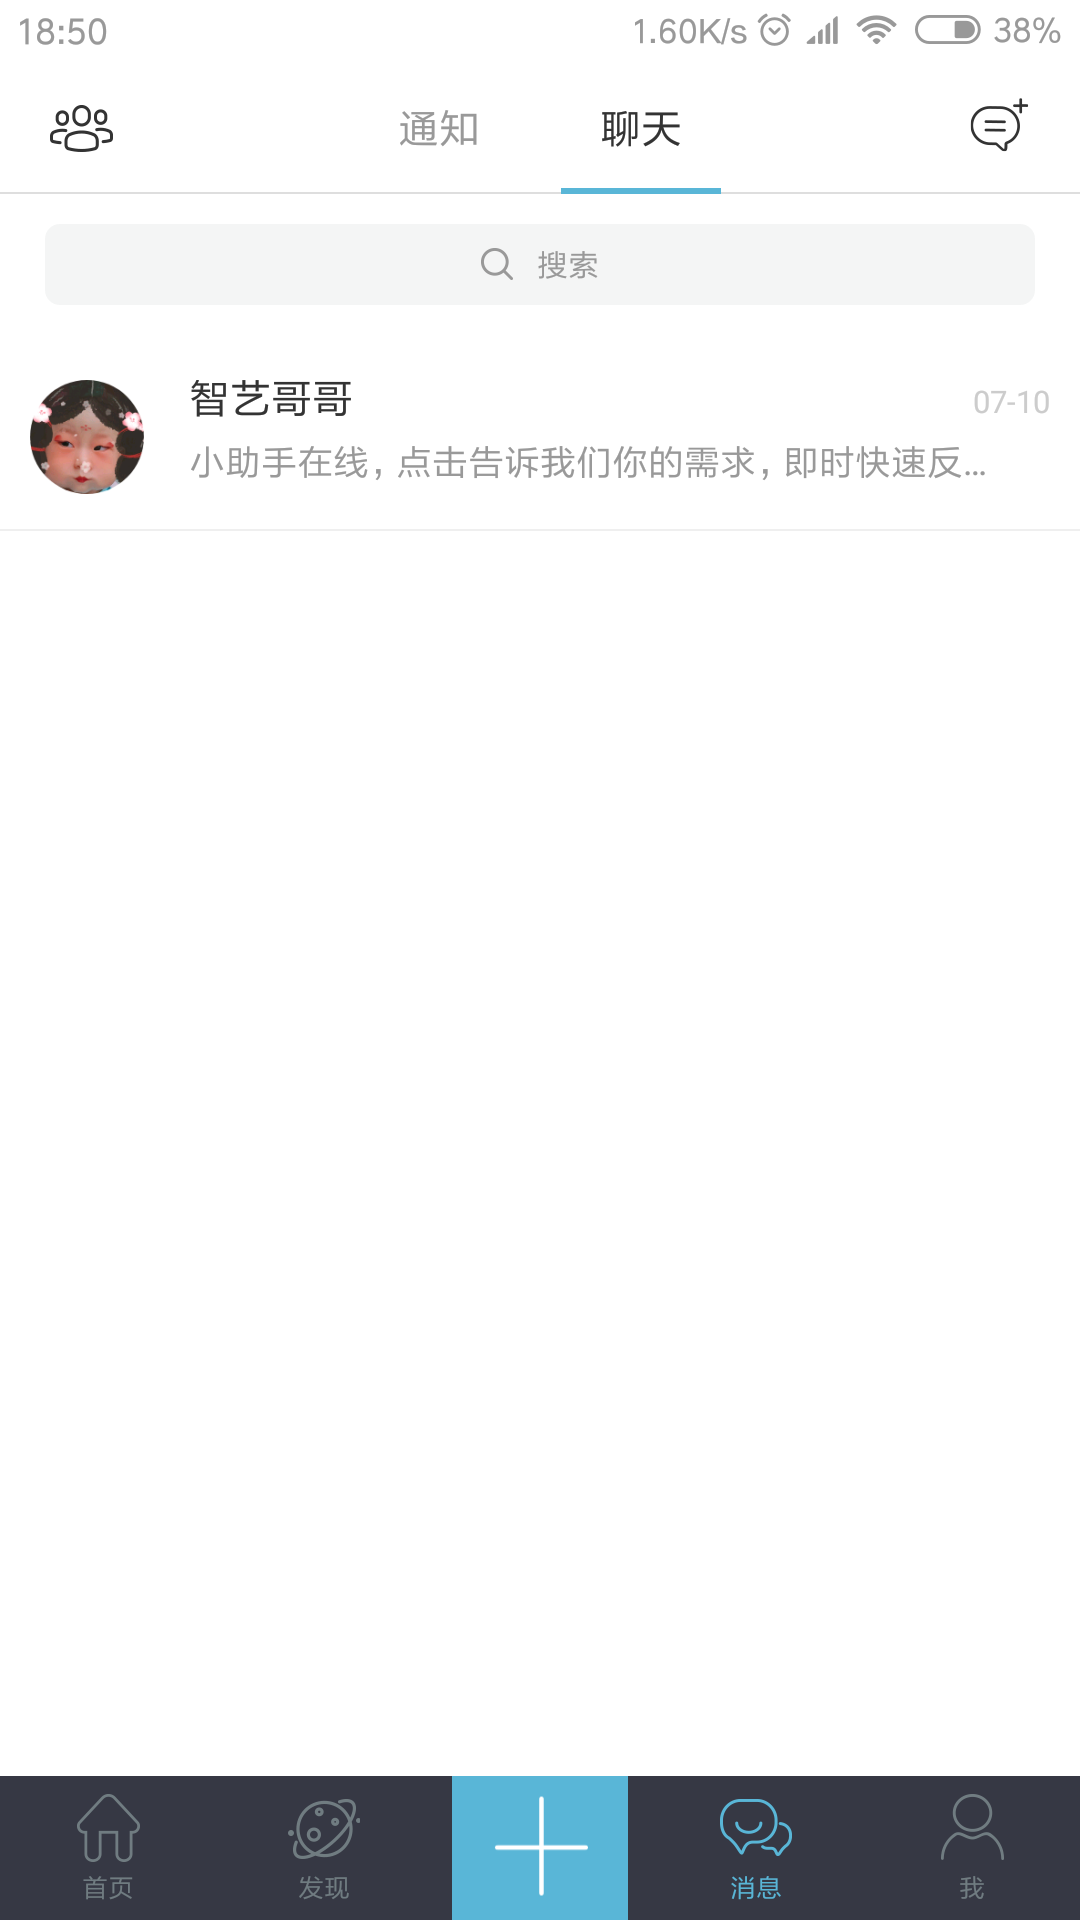 18:50 1.60K/s 38%
通知 聊天
搜索
智艺哥哥 07-10
小助手在线，点击告诉我们你的需求，即时快速反...
首页 发现 消息 我